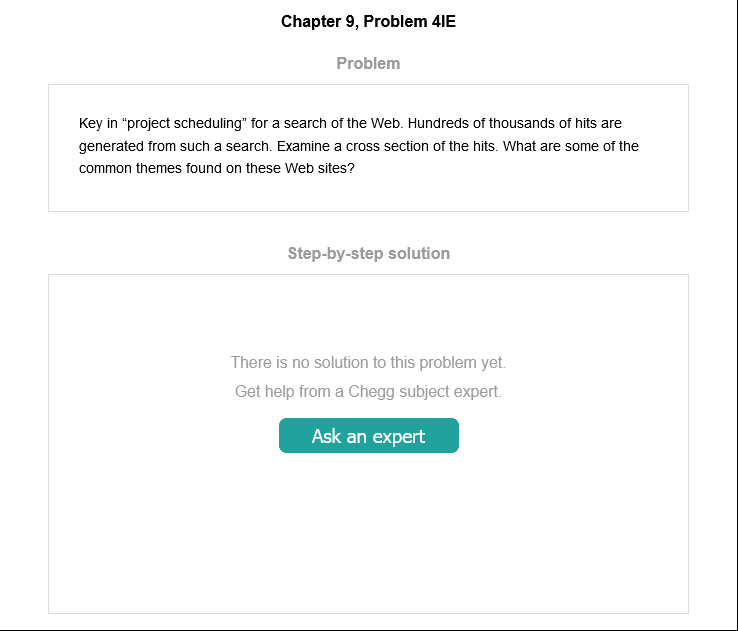 Chapter 9, Problem 4IE
Problem
Key in “project scheduling” for a search of the Web. Hundreds of thousands of hits are
generated from such a search. Examine a cross section of the hits. What are some of the
common themes found on these Web sites?
Step-by-step solution
There is no solution to this problem yet.
Get help from a Chegg subject expert.
Ask an expert